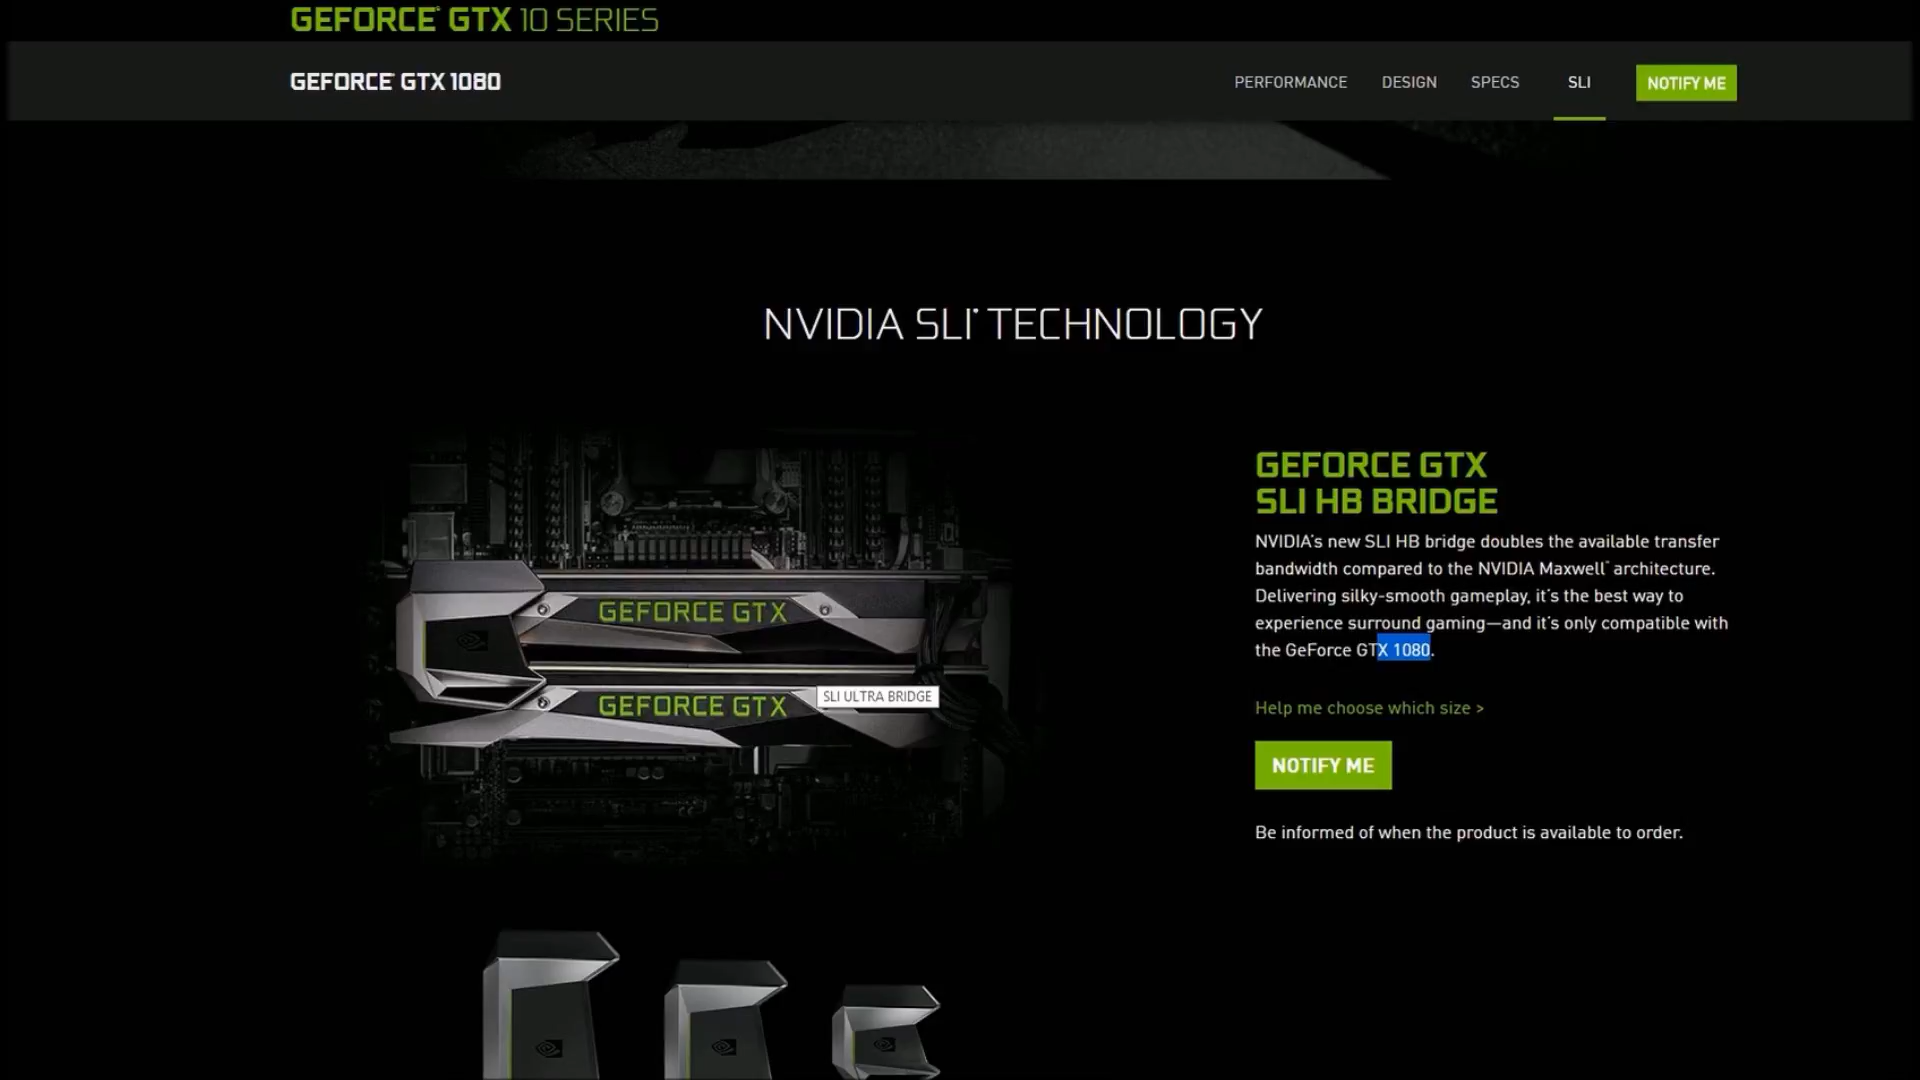 GEFORCE® GTX 10 SERIES
GEFORCE® GTX 1080
PERFORMANCE
DESIGN
SPECS
SLI
NOTIFY ME
NVIDIA SLI® TECHNOLOGY
GEFORCE GTX
GEFORCE GTX
SLI ULTRA BRIDGE
GEFORCE GTX
SLI HB BRIDGE
NVIDIA's new SLI HB bridge doubles the available transfer
bandwidth compared to the NVIDIA Maxwell™ architecture.
Delivering silky-smooth gameplay, it's the best way to
experience surround gaming—and it's only compatible with
the GeForce GTX 1080.
Help me choose which size >
NOTIFY ME
Be informed of when the product is available to order.